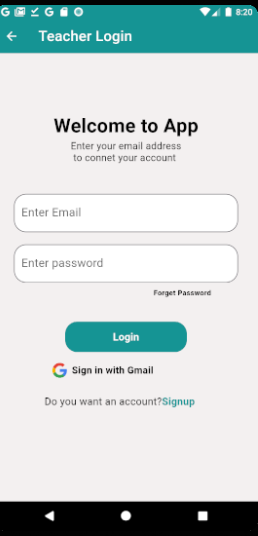 8:20
Teacher Login
Welcome to App
Enter your email address
to connet your account
Enter Email
Enter password
Forget Password
Login
Sign in with Gmail
Do you want an account?Signup